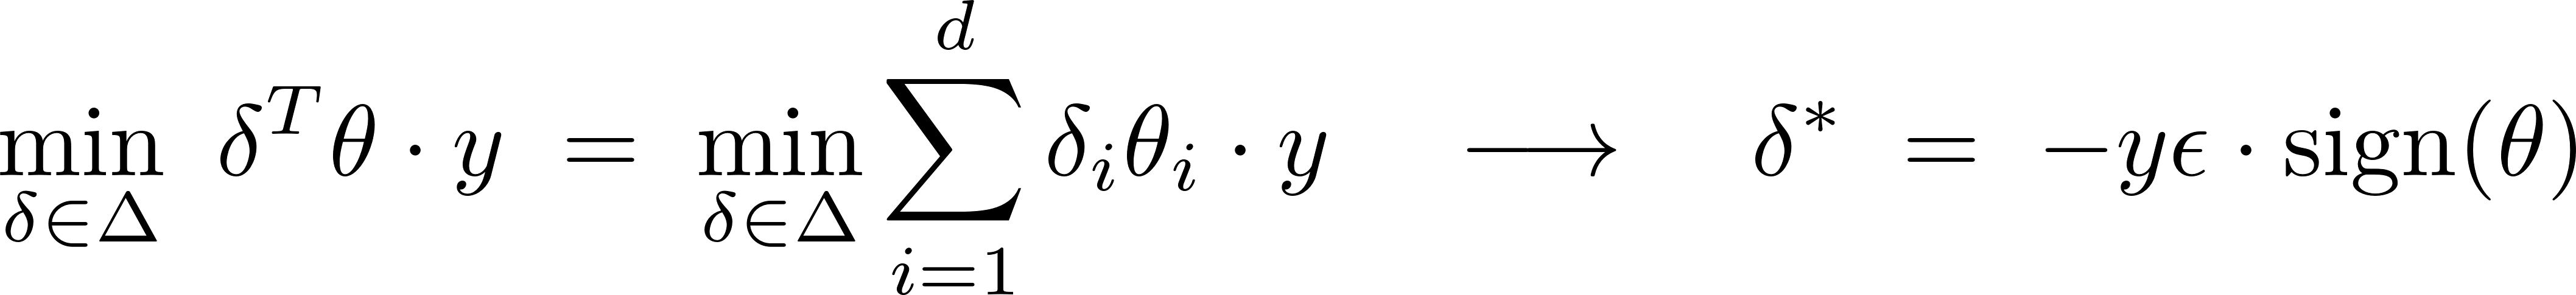 \min_{\delta \in \Delta} \delta^T \theta \cdot y = \min_{\delta \in \Delta} \sum_{i=1}^{d} \delta_i \theta_i \cdot y \longrightarrow \delta^* = -y\epsilon \cdot \text{sign}(\theta)